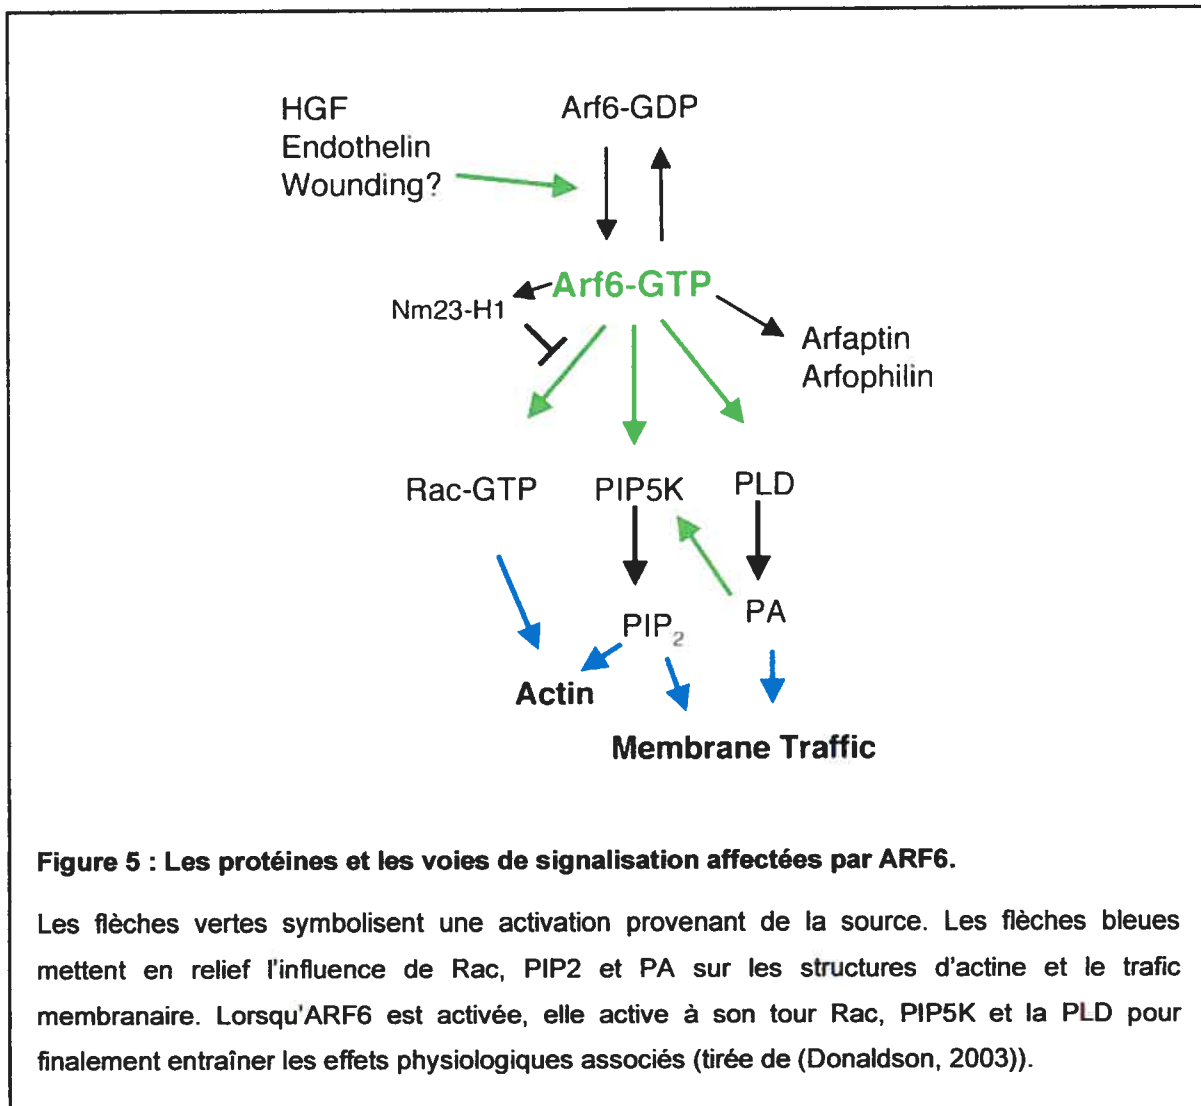 HGF
Endothelin
Wounding?
Arf6-GDP
Arf6-GTP
Nm23-H1
Arfaptin
Arfophilin
Rac-GTP
PIP5K
PLD
PIP2
PA
Actin
Membrane Traffic
Figure 5 : Les protéines et les voies de signalisation affectées par ARF6.
Les flèches vertes symbolisent une activation provenant de la source. Les flèches bleues
mettent en relief l'influence de Rac, PIP2 et PA sur les structures d'actine et le trafic
membranaire. Lorsqu'ARF6 est activée, elle active à son tour Rac, PIP5K et la PLD pour
finalement entraîner les effets physiologiques associés (tirée de (Donaldson, 2003)).